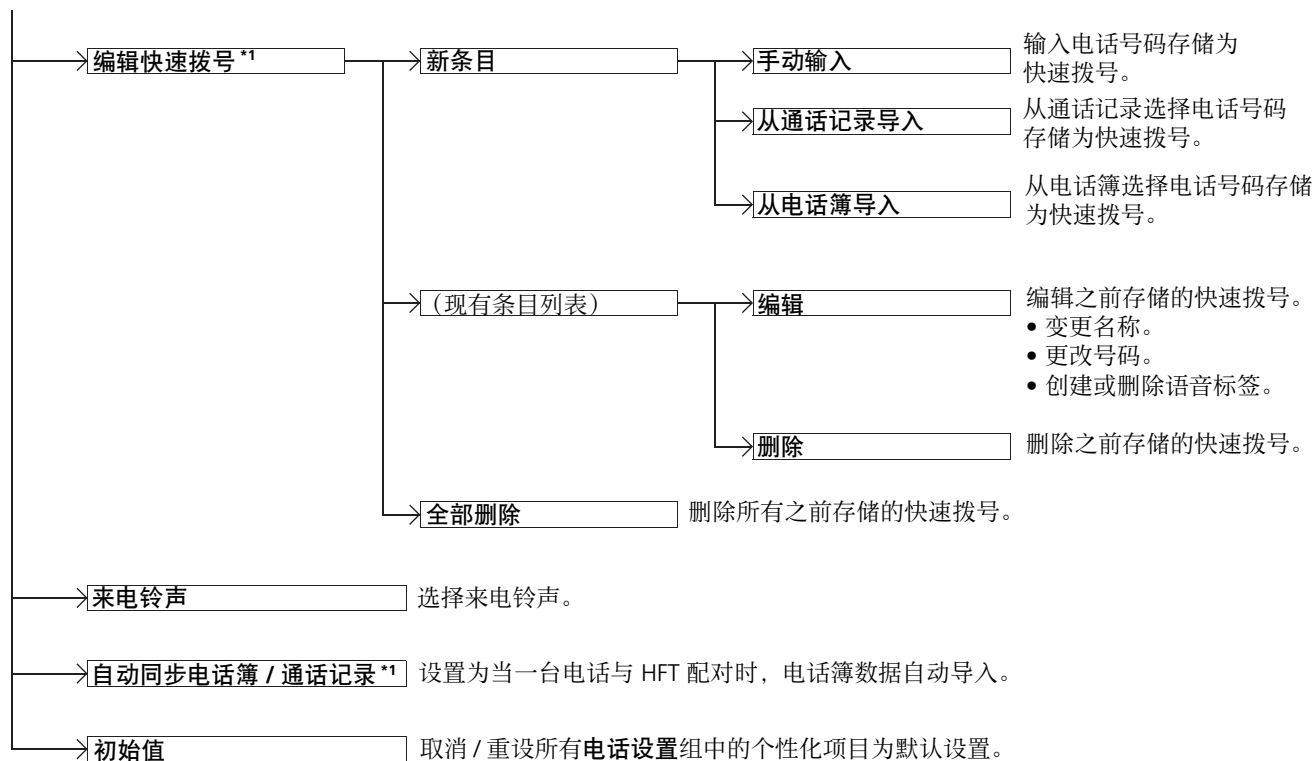 编辑快速拨号 *1
新条目
手动输入
输入电话号码存储为
快速拨号。
从通话记录导入
从通话记录选择电话号码
存储为快速拨号。
从电话簿导入
从电话簿选择电话号码存储
为快速拨号。
（现有条目列表）
编辑
编辑之前存储的快速拨号。
• 变更名称。
• 更改号码。
• 创建或删除语音标签。
删除
删除之前存储的快速拨号。
全部删除
删除所有之前存储的快速拨号。
来电铃声
选择来电铃声。
自动同步电话簿 / 通话记录 *1
设置为当一台电话与 HFT 配对时，电话簿数据自动导入。
初始值
取消 / 重设所有电话设置组中的个性化项目为默认设置。